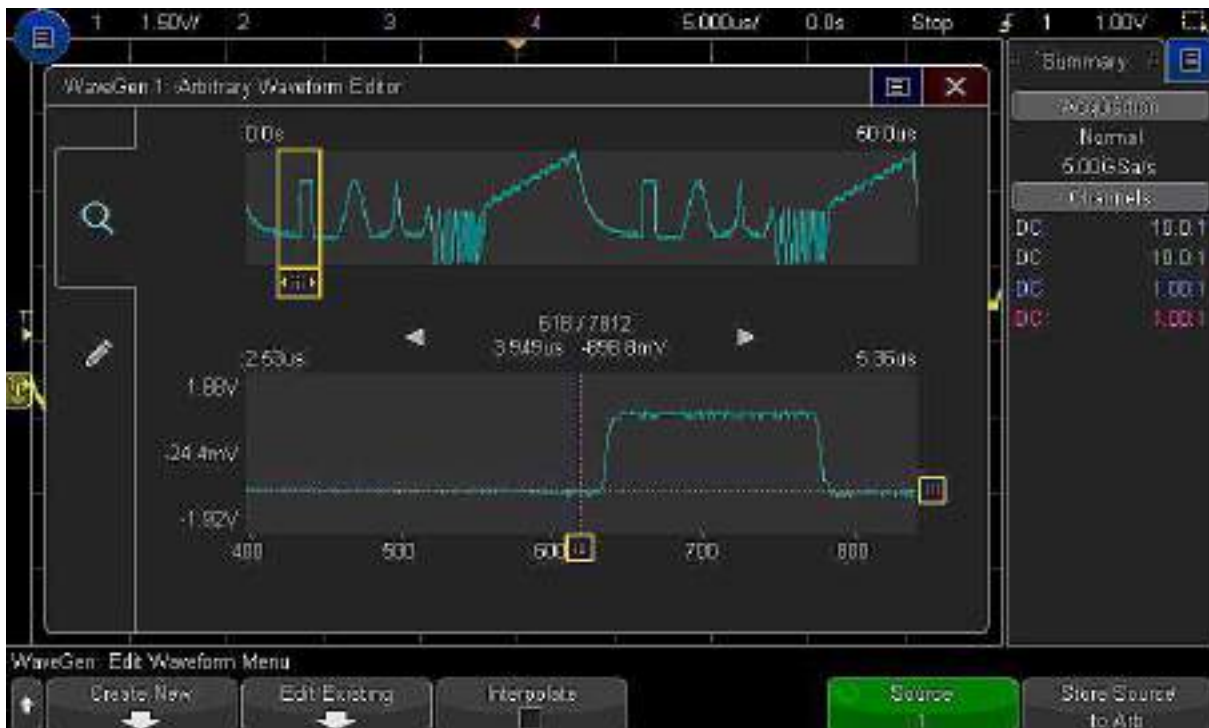 1 1.50V/ 2 3 4 5.000us/ 0.0s Stop 1 1.00V
WaveGen 1: Arbitrary Waveform Editor
Summary
Acquisition
Normal
5.00GSa/s
Channels
DC 10.0:1
DC 10.0:1
DC 1.00:1
DC 1.00:1
0.0s 50.0us
618 / 7812
3.949us -898.8mV
2.53us 5.36us
1.88V
-24.4mV
-1.92V
400 500 600 700 800
WaveGen: Edit Waveform Menu
Create New Edit Existing Interpolate Source Store Source
1 to Arb